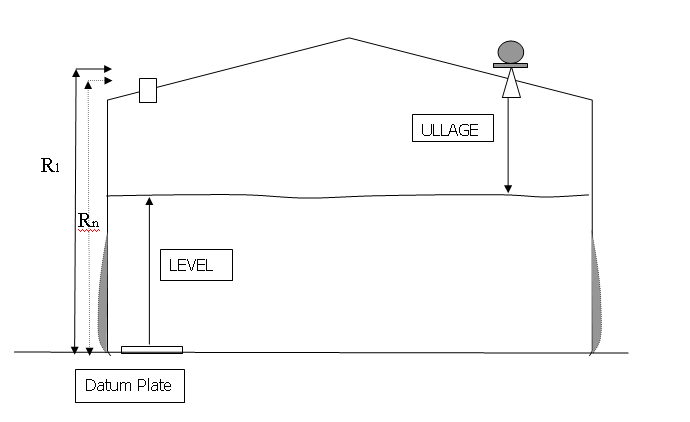 R1
ULLAGE
Rn
LEVEL
Datum Plate